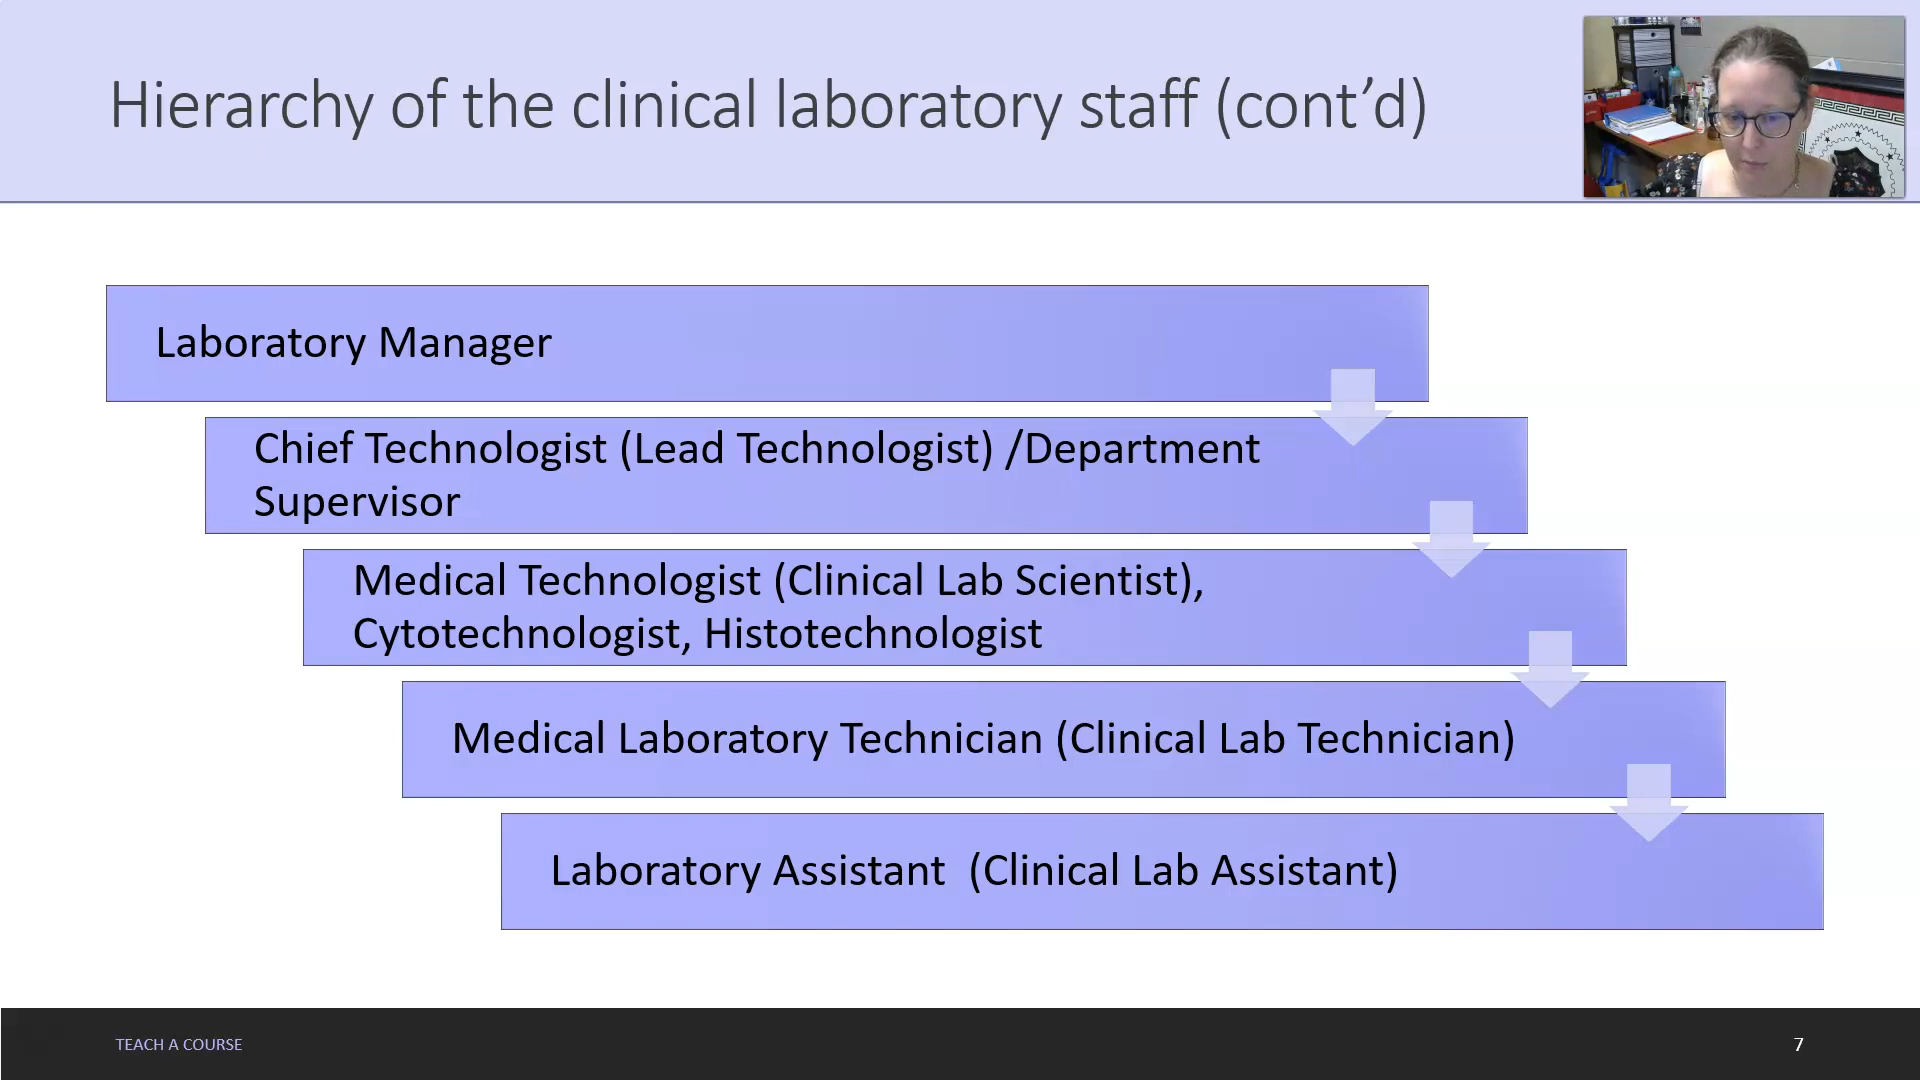 Hierarchy of the clinical laboratory staff (cont’d)
Laboratory Manager
Chief Technologist (Lead Technologist) /Department
Supervisor
Medical Technologist (Clinical Lab Scientist),
Cytotechnologist, Histotechnologist
Medical Laboratory Technician (Clinical Lab Technician)
Laboratory Assistant  (Clinical Lab Assistant)
TEACH A COURSE
7